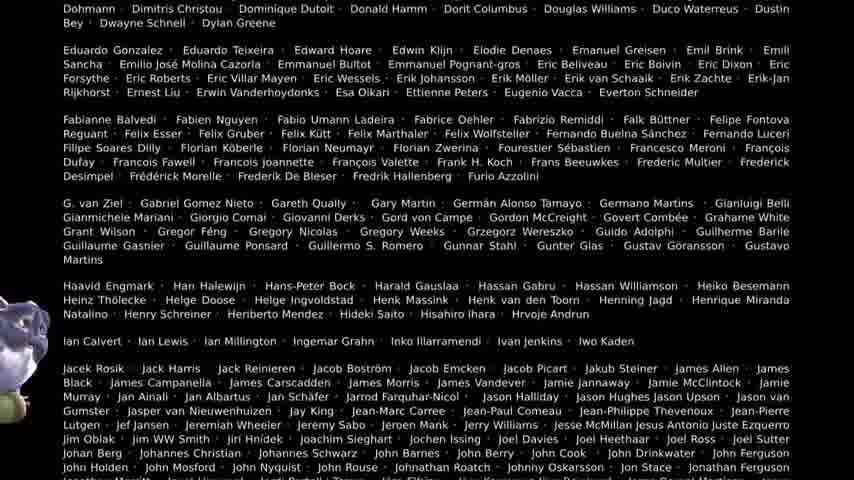 Dohmann · Dimitris Christou · Dominique Dutoit · Donald Hamm · Dorit Columbus · Douglas Williams · Duco Waterreus · Dustin
Bey · Dwayne Schnell · Dylan Greene
Eduardo Gonzalez · Eduardo Teixeira · Edward Hoare · Edwin Klijn · Elodie Denaes · Emanuel Greisen · Emil Brink · Emili
Sancha · Emilio José Molina Cazorla · Emmanuel Bultot · Emmanuel Pognant-gros · Eric Beliveau · Eric Boivin · Eric Dixon · Eric
Forsythe · Eric Roberts · Eric Villar Mayen · Eric Wessels · Erik Johansson · Erik Möller · Erik van Schaaik · Erik Zachte · Erik-Jan
Rijkhorst · Ernest Liu · Erwin Vanderhoydonks · Esa Oikari · Ettienne Peters · Eugenio Vacca · Everton Schneider
Fabianne Balvedi · Fabien Nguyen · Fabio Umann Ladeira · Fabrice Oehler · Fabrizio Remiddi · Falk Büttner · Felipe Fontova
Reguant · Felix Esser · Felix Gruber · Felix Kütt · Felix Marthaler · Felix Wolfsteller · Fernando Buelna Sánchez · Fernando Luceri
Filipe Soares Dilly · Florian Köberle · Florian Neumayr · Florian Zwerina · Fourestier Sébastien · Francesco Meroni · François
Dufay · Francois Fawell · Francois joannette · François Valette · Frank H. Koch · Frans Beeuwkes · Frederic Multier · Frederick
Desimpel · Frédérick Morelle · Frederik De Bleser · Fredrik Hallenberg · Furio Azzolini
G. van Ziel · Gabriel Gomez Nieto · Gareth Qually · Gary Martin · Germán Alonso Tamayo · Germano Martins · Gianluigi Belli
Gianmichele Mariani · Giorgio Comai · Giovanni Derks · Gord von Campe · Gordon McCreight · Govert Combée · Grahame White
Grant Wilson · Gregor Féng · Gregory Nicolas · Gregory Weeks · Grzegorz Wereszko · Guido Adolphi · Guilherme Barile
Guillaume Gasnier · Guillaume Ponsard · Guillermo S. Romero · Gunnar Stahl · Gunter Glas · Gustav Göransson · Gustavo
Martins
Haavid Engmark · Han Halewijn · Hans-Peter Bock · Harald Gauslaa · Hassan Gabru · Hassan Williamson · Heiko Besemann
Heinz Thölecke · Helge Doose · Helge Ingvoldstad · Henk Massink · Henk van den Toorn · Henning Jagd · Henrique Miranda
Natalino · Henry Schreiner · Heriberto Mendez · Hideki Saito · Hisahiro Ihara · Hrvoje Andrun
Ian Calvert · Ian Lewis · Ian Millington · Ingemar Grahn · Inko Illarramendi · Ivan Jenkins · Iwo Kaden
Jacek Rosik · Jack Harris · Jack Reinieren · Jacob Boström · Jacob Emcken · Jacob Picart · Jakub Steiner · James Allen · James
Black · James Campanella · James Carscadden · James Morris · James Vandever · Jamie Jannaway · Jamie McClintock · Jamie
Murray · Jan Ainali · Jan Albartus · Jan Schäfer · Jarrod Farquhar-Nicol · Jason Halliday · Jason Hughes Jason Upson · Jason van
Gumster · Jasper van Nieuwenhuizen · Jay King · Jean-Marc Carree · Jean-Paul Comeau · Jean-Philippe Thevenoux · Jean-Pierre
Lutgen · Jef Jansen · Jeremiah Wheeler · Jeremy Sabo · Jeroen Mank · Jerry Williams · Jesse McMillan Jesus Antonio Juste Ezquerro
Jim Oblak · Jim WW Smith · Jirí Hnídek · Joachim Sieghart · Jochen Issing · Joel Davies · Joel Heethaar · Joel Ross · Joel Sutter
Johan Berg · Johannes Christian · Johannes Schwarz · John Barnes · John Berry · John Cook · John Drinkwater · John Ferguson
John Holden · John Mosford · John Nyquist · John Rouse · Johnathan Roatch · Johnny Oskarsson · Jon Stace · Jonathan Ferguson